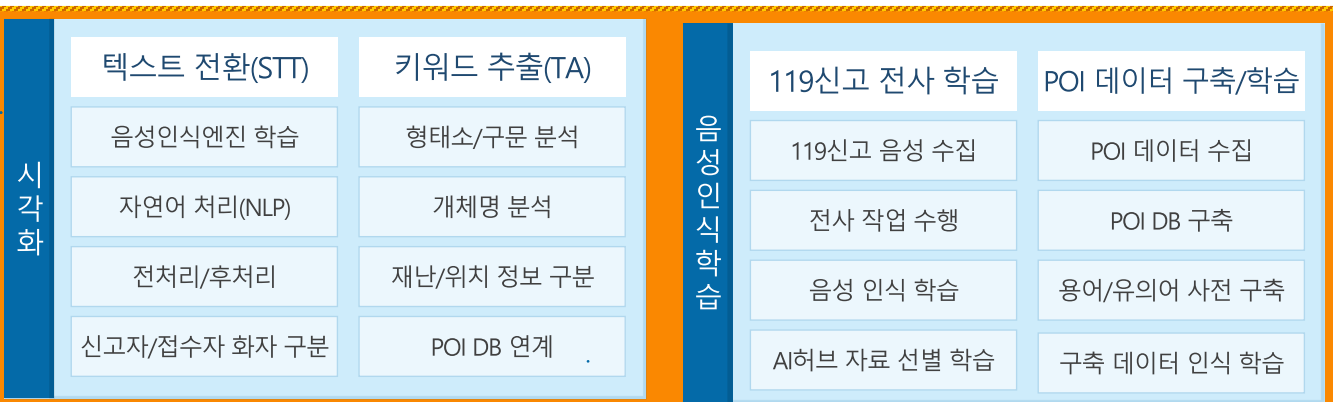 시각화
텍스트 전환(STT)
음성인식엔진 학습
자연어 처리(NLP)
전처리/후처리
신고자/접수자 화자 구분
키워드 추출(TA)
형태소/구문 분석
개체명 분석
재난/위치 정보 구분
POI DB 연계
음성인식학습
119신고 전사 학습
119신고 음성 수집
전사 작업 수행
음성 인식 학습
AI허브 자료 선별 학습
POI 데이터 구축/학습
POI 데이터 수집
POI DB 구축
용어/유의어 사전 구축
구축 데이터 인식 학습